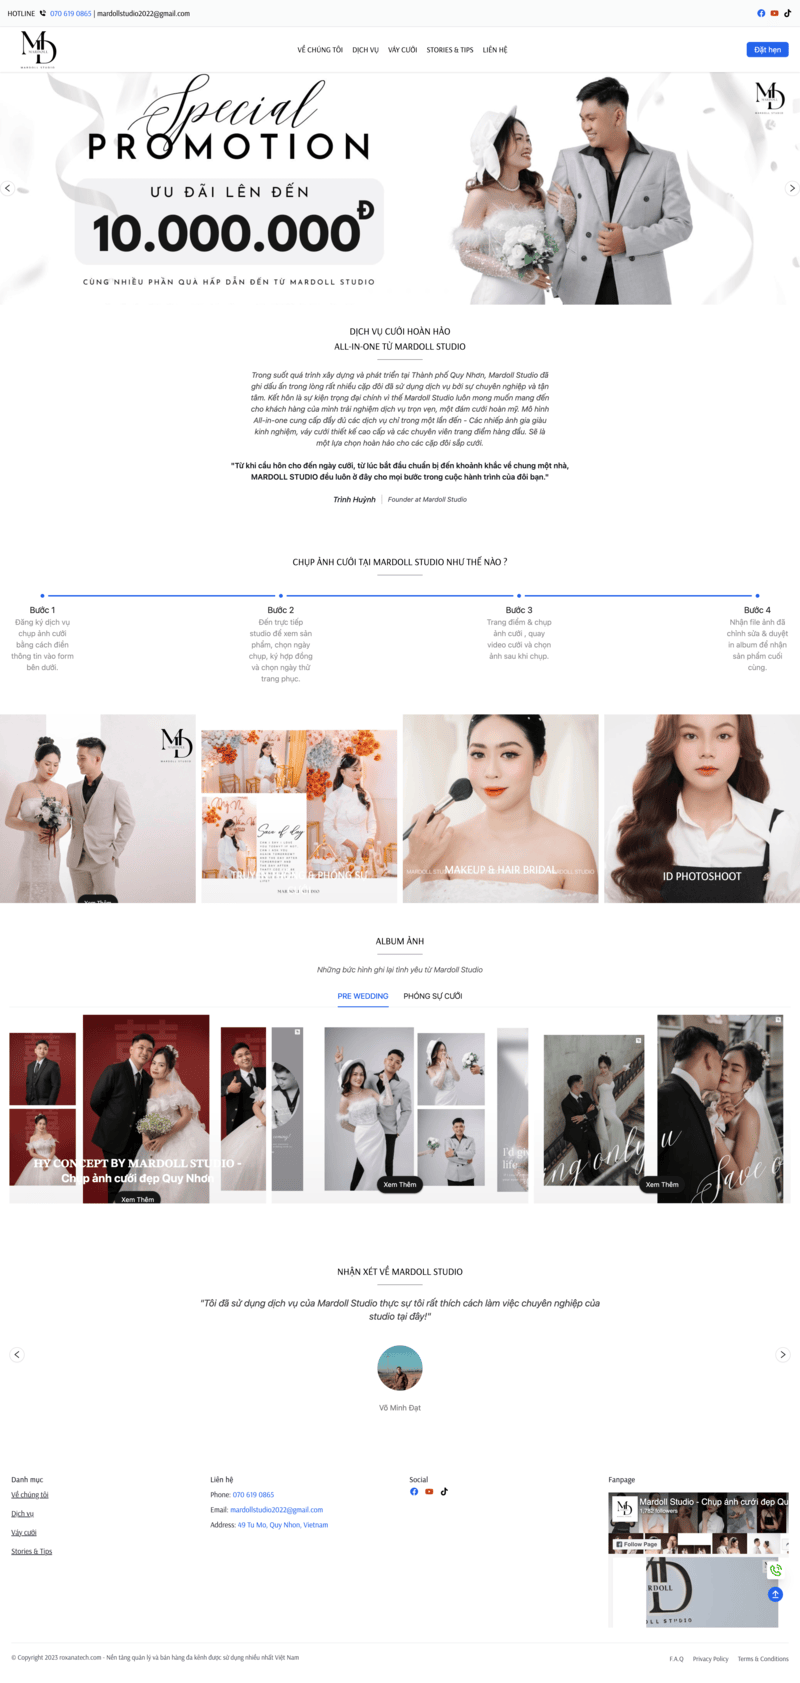 HOTLINE 070 619 0865 | mardollstudio2022@gmail.com
MD
MARDOLL STUDIO
VỀ CHÚNG TÔI DỊCH VỤ VÁY CƯỚI STORIES & TIPS LIÊN HỆ
Đặt hẹn
Special
PROMOTION
ƯU ĐÃI LÊN ĐẾN
10.000.000Đ
CÙNG NHIỀU PHẦN QUÀ HẤP DẪN ĐẾN TỪ MARDOLL STUDIO
MD
MARDOLL STUDIO
DỊCH VỤ CƯỚI HOÀN HẢO
ALL-IN-ONE TỪ MARDOLL STUDIO
Trong suốt quá trình xây dựng và phát triển tại Thành phố Quy Nhơn, Mardoll Studio đã
ghi dấu ấn trong lòng rất nhiều cặp đôi đã sử dụng dịch vụ bởi sự chuyên nghiệp và tận
tâm. Kết hôn là sự kiện trọng đại chính vì thế Mardoll Studio luôn mong muốn mang đến
cho khách hàng của mình trải nghiệm dịch vụ trọn vẹn, một đám cưới hoàn mỹ. Mô hình
All-in-one cung cấp đầy đủ các dịch vụ chỉ trong một lần đến - Các nhiếp ảnh gia giàu
kinh nghiệm, váy cưới thiết kế cao cấp và các chuyên viên trang điểm hàng đầu. Sẽ là
một lựa chọn hoàn hảo cho các cặp đôi sắp cưới.
"Từ khi cầu hôn cho đến ngày cưới, từ lúc bắt đầu chuẩn bị đến khoảnh khắc về chung một nhà,
MARDOLL STUDIO đều luôn ở đây cho mọi bước trong cuộc hành trình của đôi bạn."
Trinh Huỳnh | Founder at Mardoll Studio
CHỤP ẢNH CƯỚI TẠI MARDOLL STUDIO NHƯ THẾ NÀO ?
Bước 1
Đăng ký dịch vụ
chụp ảnh cưới
bằng cách điền
thông tin vào form
bên dưới.
Bước 2
Đến trực tiếp
studio để xem sản
phẩm, chọn ngày
chụp, ký hợp đồng
và chọn ngày thử
trang phục.
Bước 3
Trang điểm & chụp
ảnh cưới , quay
video cưới và chọn
ảnh sau khi chụp.
Bước 4
Nhận file ảnh đã
chỉnh sửa & duyệt
in album để nhận
sản phẩm cuối
cùng.
MD
MARDOLL STUDIO
Xem Thêm
Save of day
TRUYỀN THỐNG & PHÓNG SỰ
MARDOLL STUDIO
MAKEUP & HAIR BRIDAL
ID PHOTOSHOOT
ALBUM ẢNH
Những bức hình ghi lại tình yêu từ Mardoll Studio
PRE WEDDING PHÓNG SỰ CƯỚI
HY CONCEPT BY MARDOLL STUDIO -
Chụp ảnh cưới đẹp Quy Nhơn
Xem Thêm
Xem Thêm
Xem Thêm
NHẬN XÉT VỀ MARDOLL STUDIO
"Tôi đã sử dụng dịch vụ của Mardoll Studio thực sự tôi rất thích cách làm việc chuyên nghiệp của
studio tại đây!"
Võ Minh Đạt
Danh mục
Về chúng tôi
Dịch vụ
Váy cưới
Stories & Tips
Liên hệ
Phone: 070 619 0865
Email: mardollstudio2022@gmail.com
Address: 49 Tu Mo, Quy Nhon, Vietnam
Social
Fanpage
Mardoll Studio - Chụp ảnh cưới đẹp Qu
1,782 followers
Follow Page
© Copyright 2023 roxanatech.com - Nền tảng quản lý và bán hàng đa kênh được sử dụng nhiều nhất Việt Nam
F.A.Q Privacy Policy Terms & Conditions